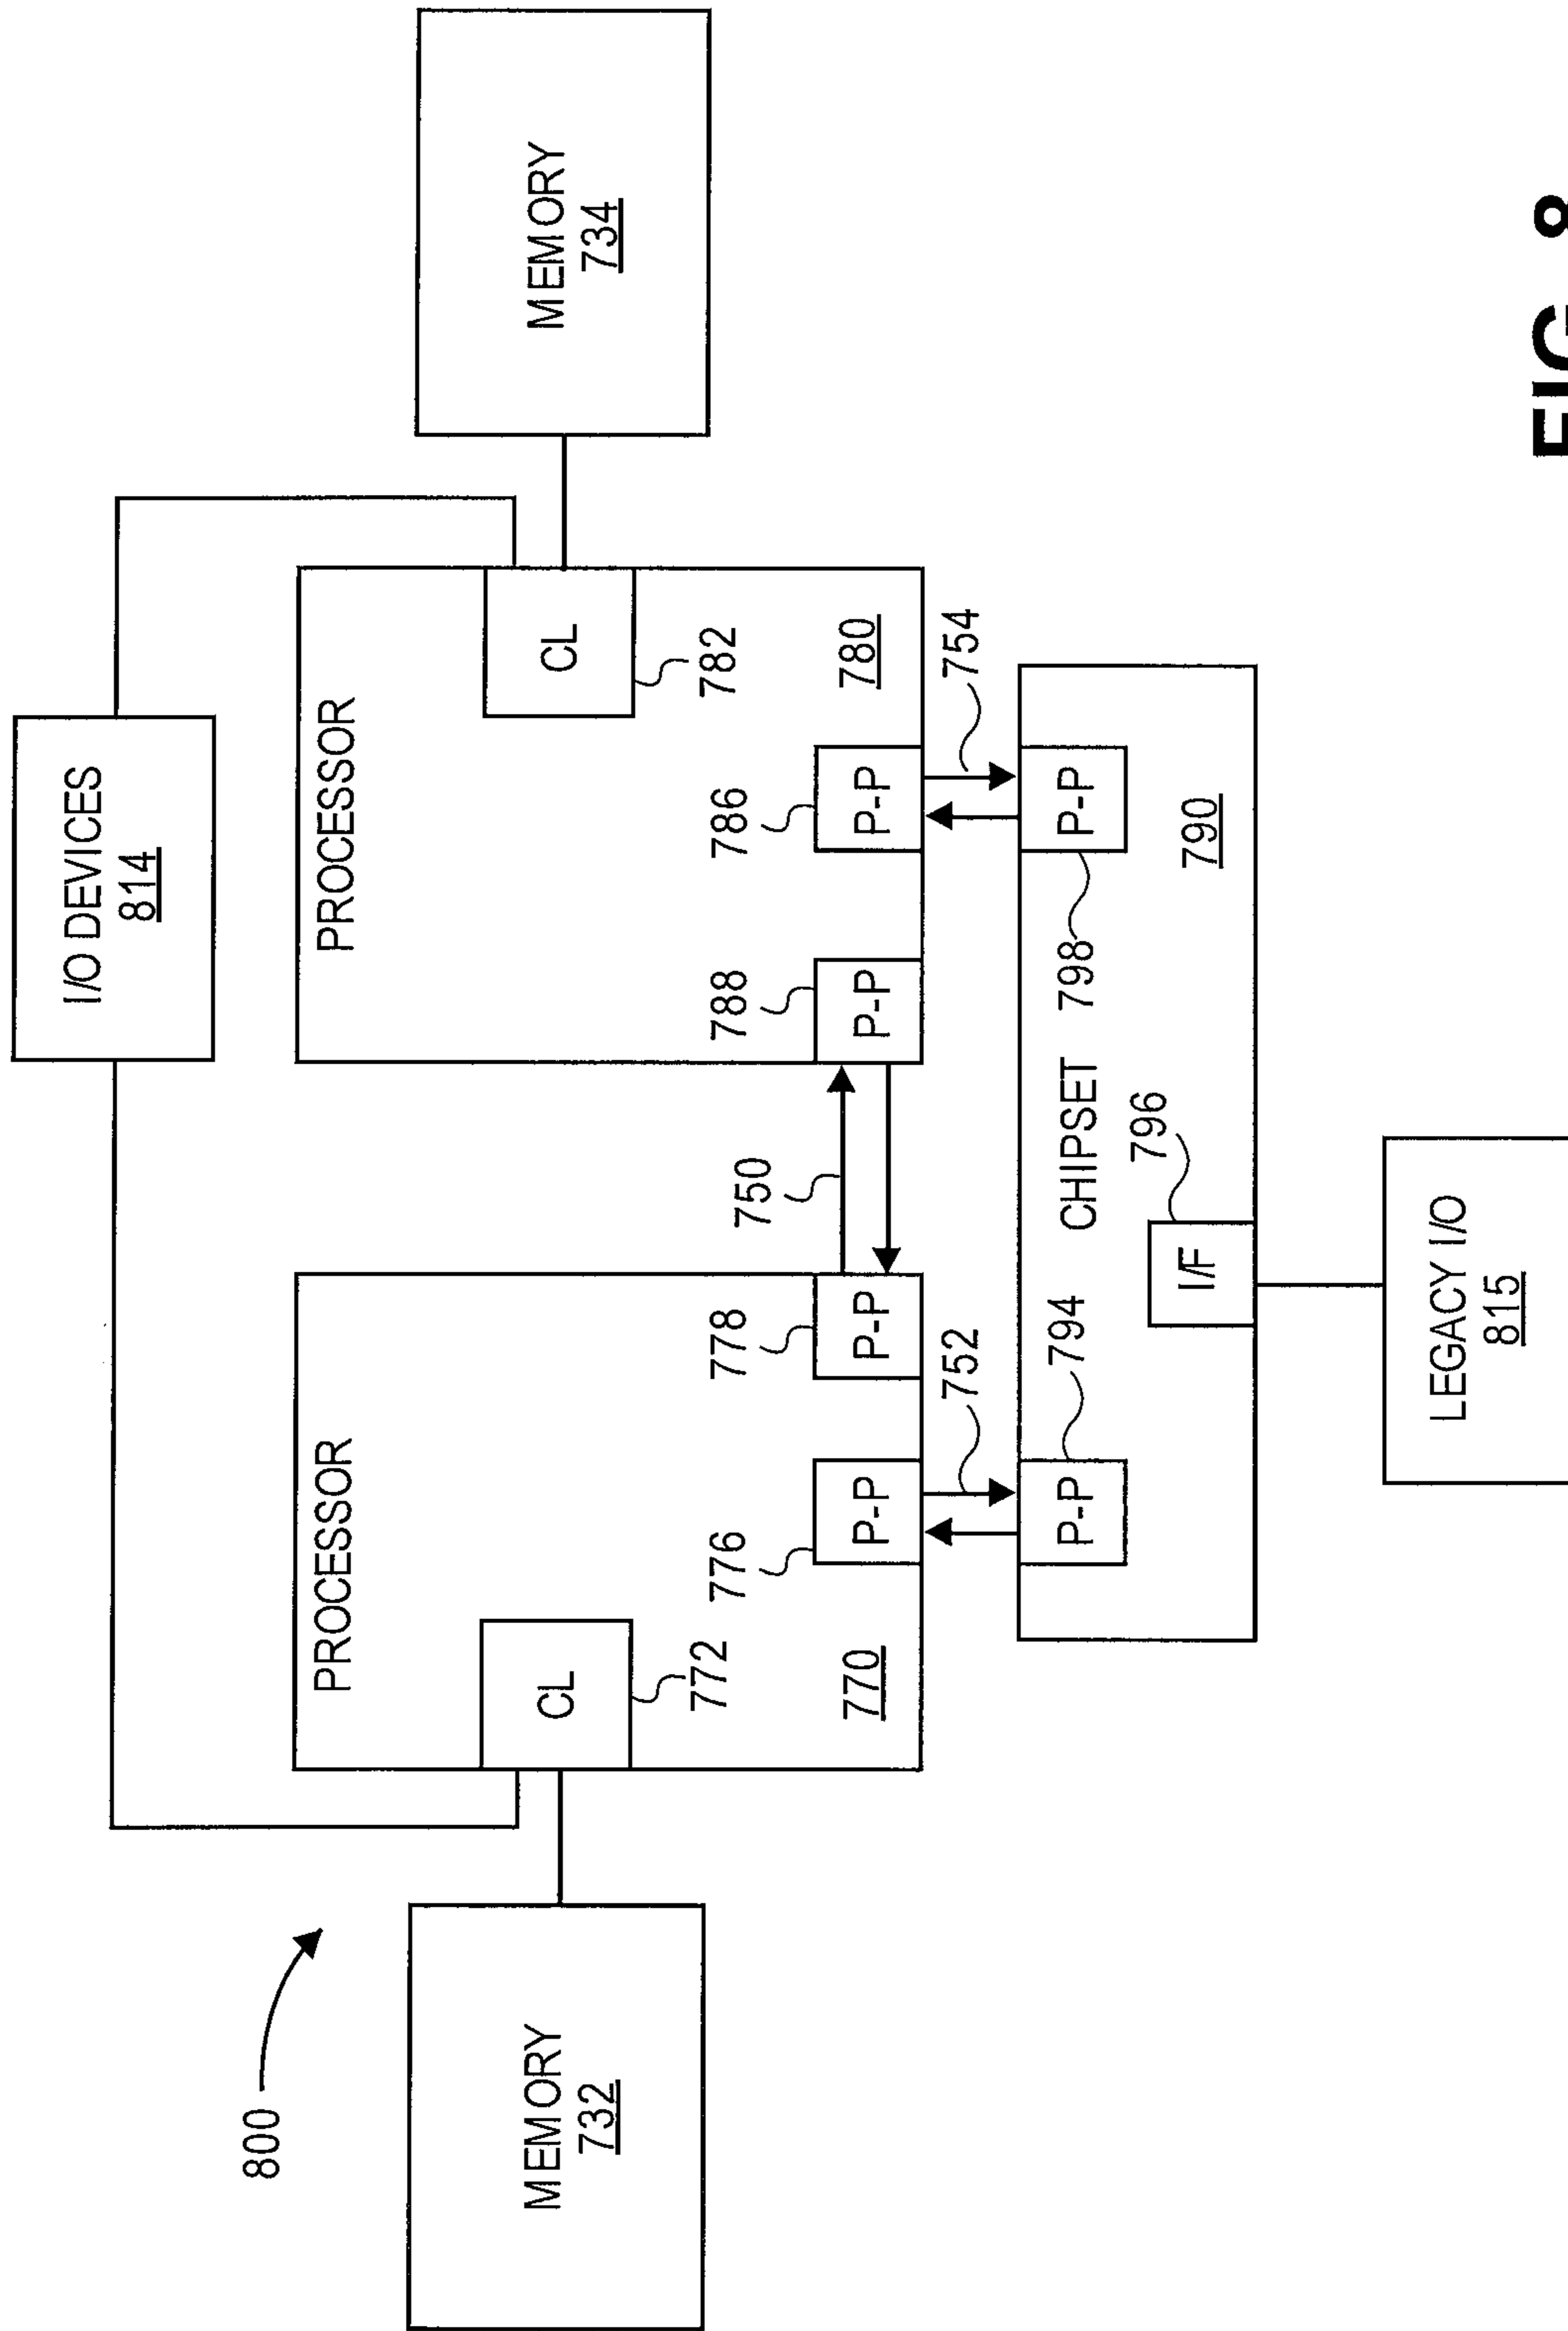 800
I/O DEVICES
814
MEMORY
732
PROCESSOR
CL
772
770
776
P-P
778
P-P
750
PROCESSOR
CL
782
780
788
P-P
786
P-P
MEMORY
734
752
754
794
P-P
CHIPSET
798
P-P
790
796
I/F
LEGACY I/O
815
FIG. 8